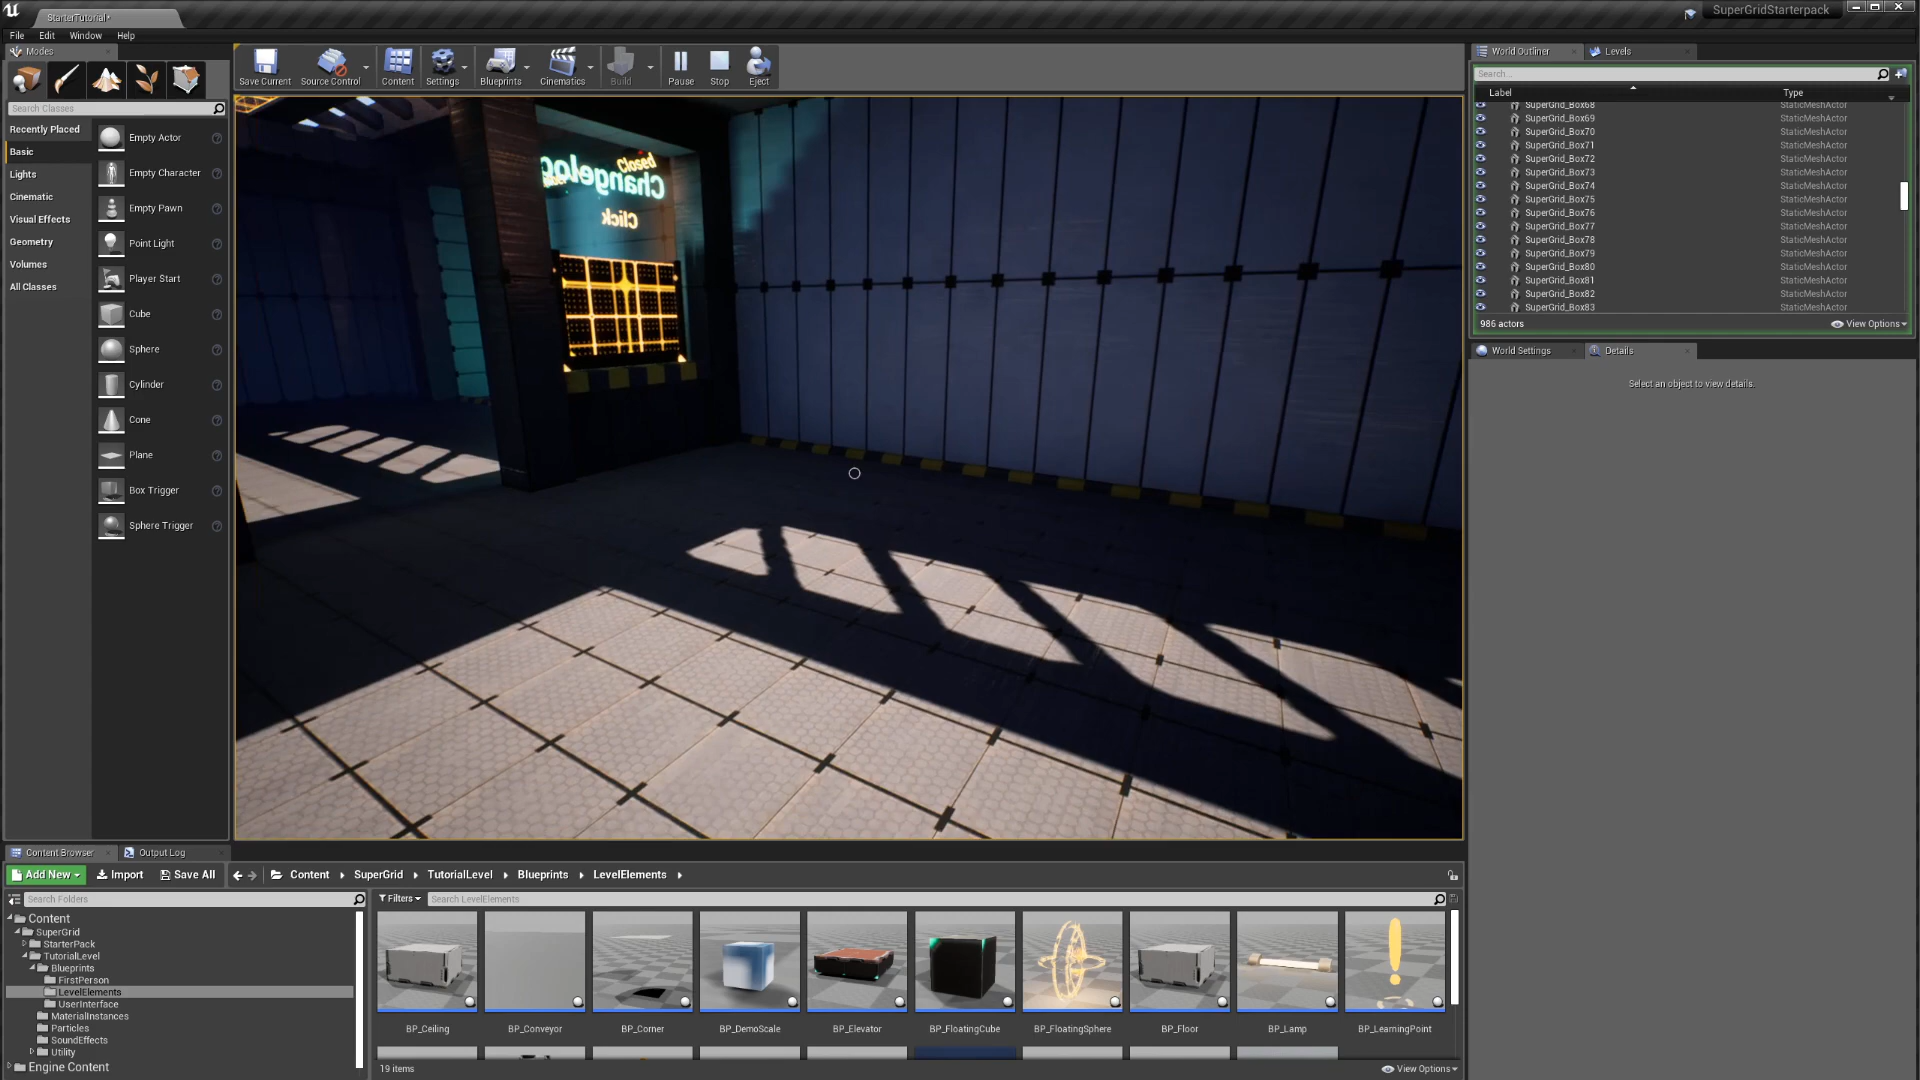 StarterTutorial*
SuperGridStarterpack
File Edit Window Help
Modes
Save Current Source Control Content Settings Blueprints Cinematics Build Pause Stop Eject
Search Classes
Recently Placed
Basic
Lights
Cinematic
Visual Effects
Geometry
Volumes
All Classes
Empty Actor
Empty Character
Empty Pawn
Point Light
Player Start
Cube
Sphere
Cylinder
Cone
Plane
Box Trigger
Sphere Trigger
Closed
Changelog
Click
World Outliner Levels
Search...
Label Type
SuperGrid_Box68 StaticMeshActor
SuperGrid_Box69 StaticMeshActor
SuperGrid_Box70 StaticMeshActor
SuperGrid_Box71 StaticMeshActor
SuperGrid_Box72 StaticMeshActor
SuperGrid_Box73 StaticMeshActor
SuperGrid_Box74 StaticMeshActor
SuperGrid_Box75 StaticMeshActor
SuperGrid_Box76 StaticMeshActor
SuperGrid_Box77 StaticMeshActor
SuperGrid_Box78 StaticMeshActor
SuperGrid_Box79 StaticMeshActor
SuperGrid_Box80 StaticMeshActor
SuperGrid_Box81 StaticMeshActor
SuperGrid_Box82 StaticMeshActor
SuperGrid_Box83 StaticMeshActor
986 actors View Options
World Settings Details
Select an object to view details.
Content Browser Output Log
Add New Import Save All Content SuperGrid TutorialLevel Blueprints LevelElements
Search Folders
Filters Search LevelElements
Content
SuperGrid
StarterPack
TutorialLevel
Blueprints
FirstPerson
LevelElements
UserInterface
MaterialInstances
Particles
SoundEffects
Utility
Engine Content
BP_Ceiling BP_Conveyor BP_Corner BP_DemoScale BP_Elevator BP_FloatingCube BP_FloatingSphere BP_Floor BP_Lamp BP_LearningPoint
19 items View Options